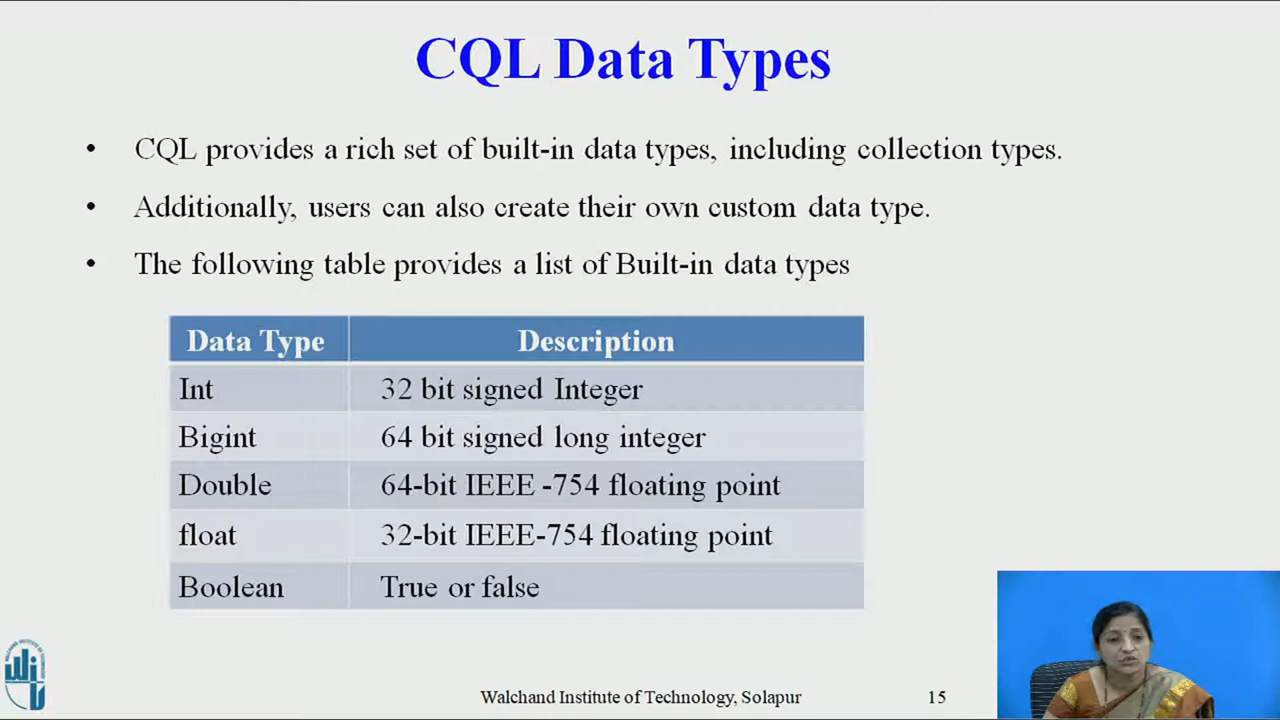 CQL Data Types
• CQL provides a rich set of built-in data types, including collection types.
• Additionally, users can also create their own custom data type.
• The following table provides a list of Built-in data types
Data Type Description
Int 32 bit signed Integer
Bigint 64 bit signed long integer
Double 64-bit IEEE -754 floating point
float 32-bit IEEE-754 floating point
Boolean True or false
Walchand Institute of Technology, Solapur 15